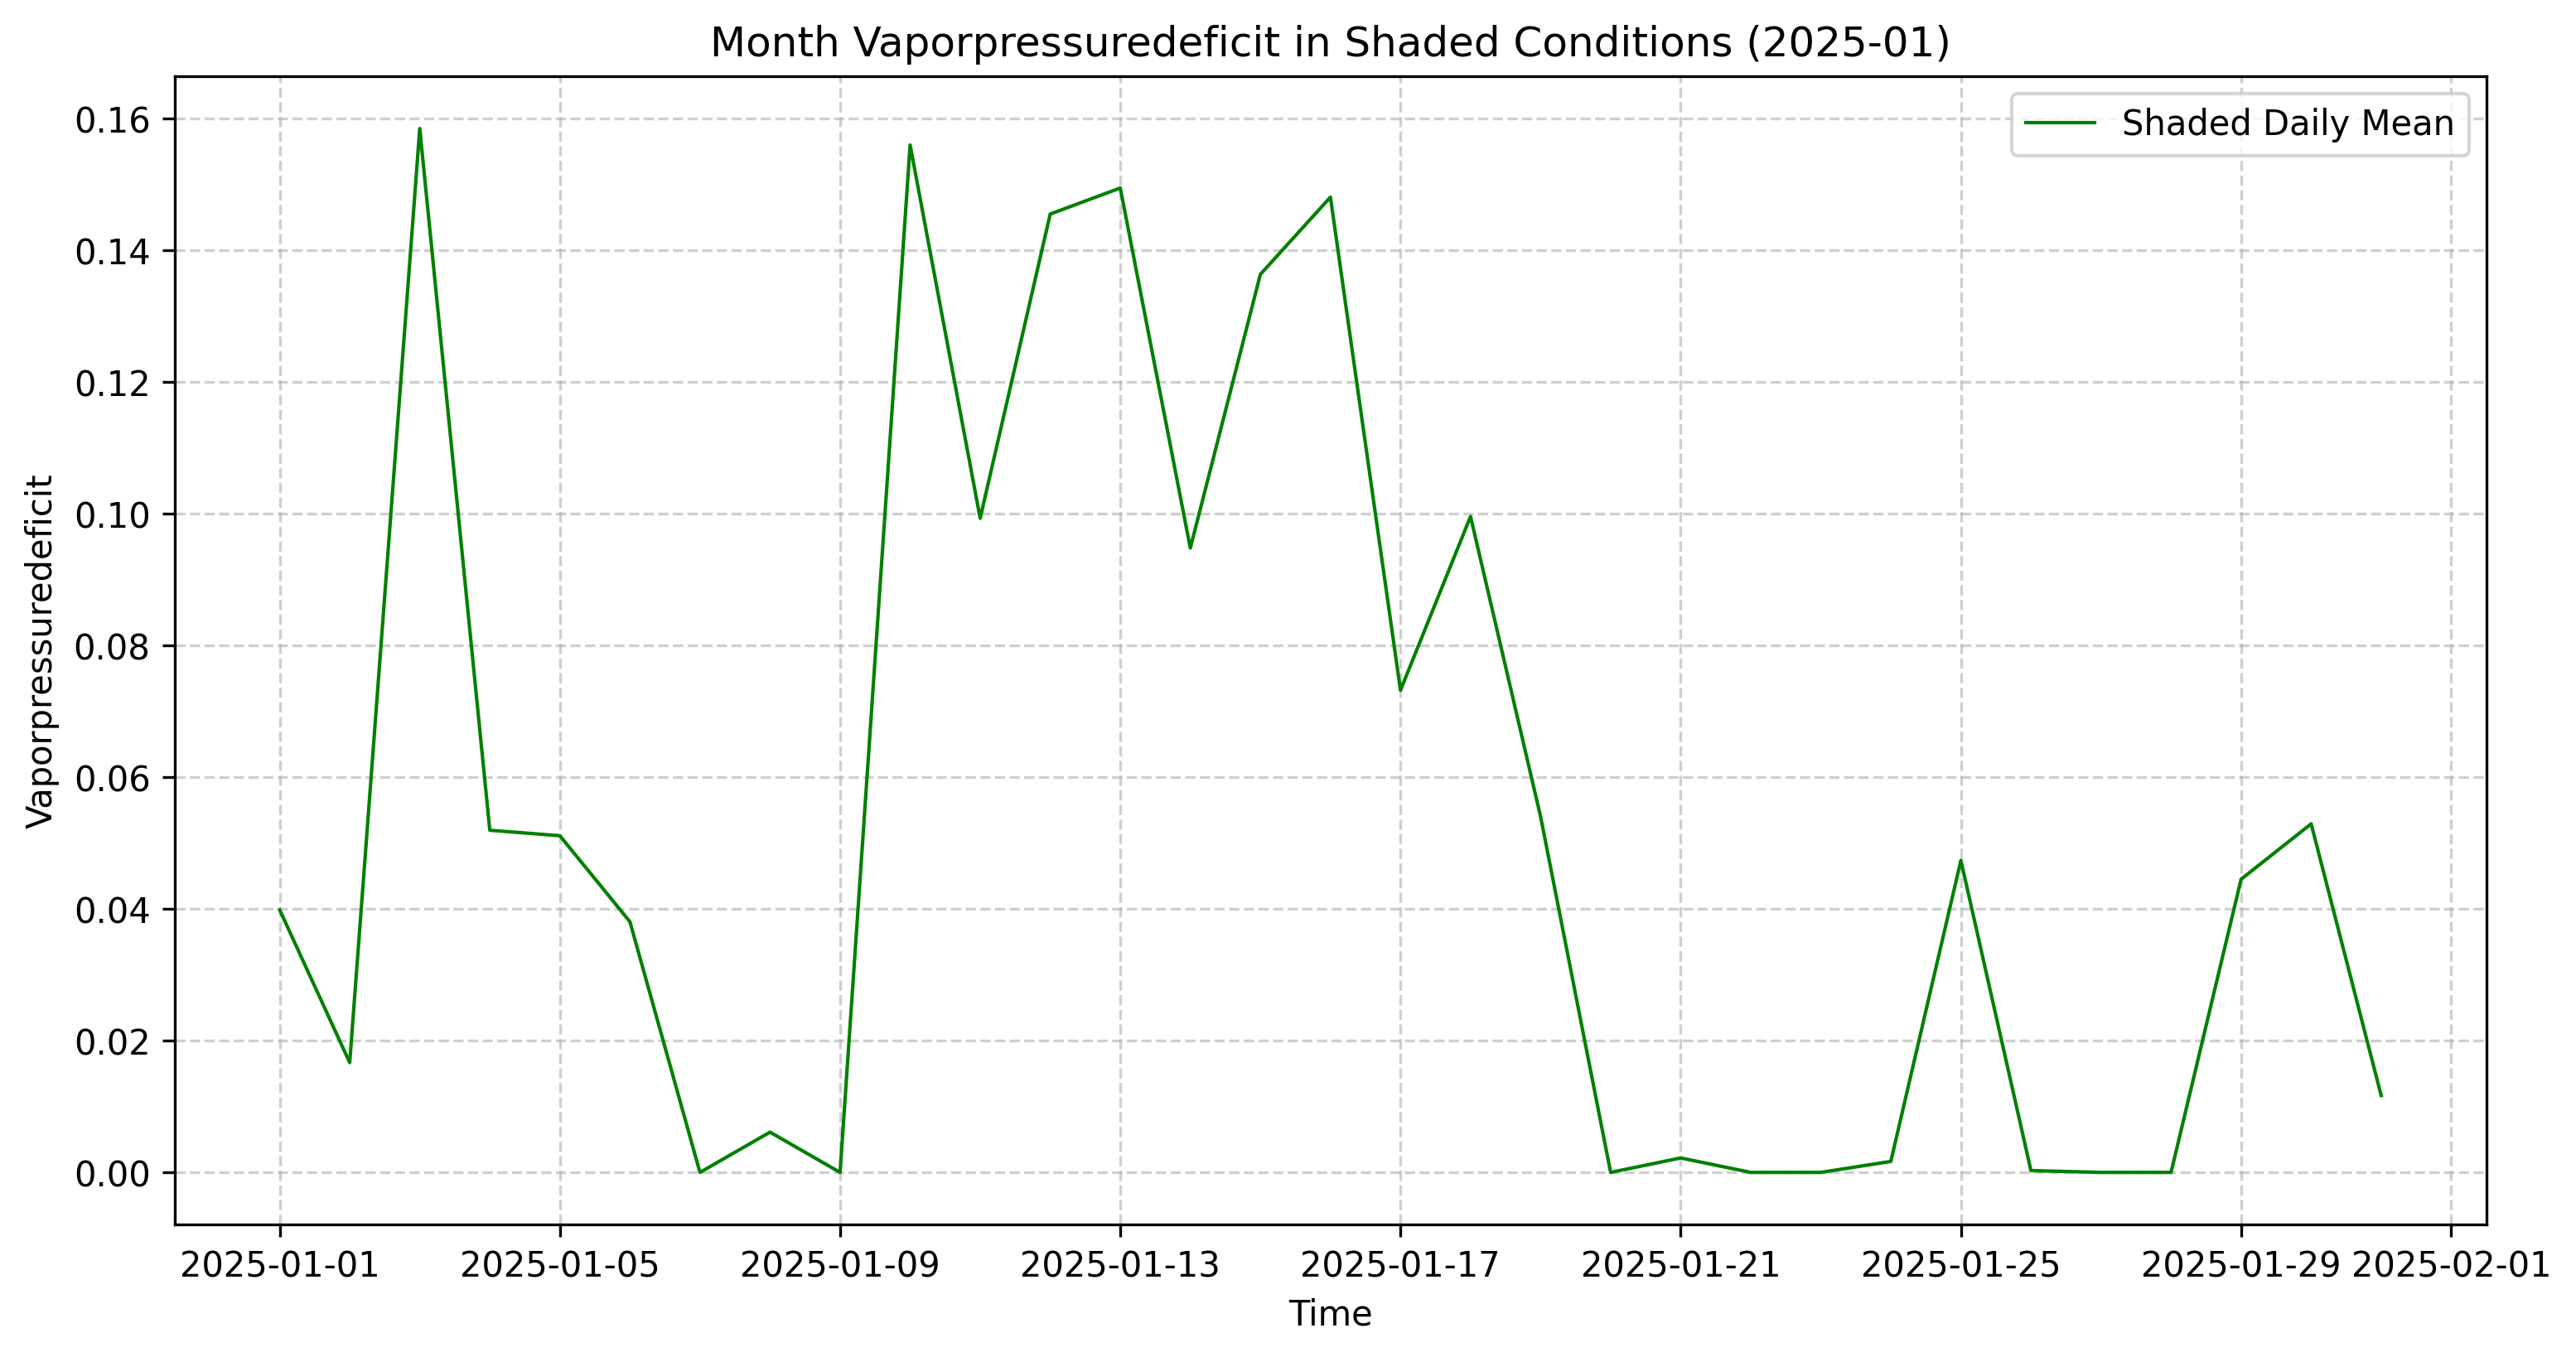 Month Vaporpressuredeficit in Shaded Conditions (2025-01)
Shaded Daily Mean
Vaporpressuredeficit
0.16
0.14
0.12
0.10
0.08
0.06
0.04
0.02
0.00
2025-01-01 2025-01-05 2025-01-09 2025-01-13 2025-01-17 2025-01-21 2025-01-25 2025-01-29 2025-02-01
Time